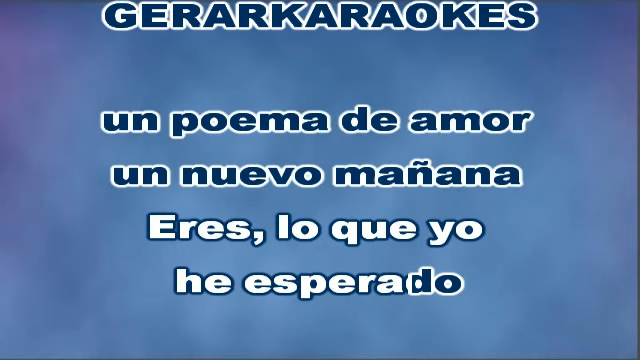 GERARKARAOKES
un poema de amor
un nuevo mañana
Eres, lo que yo
he esperado